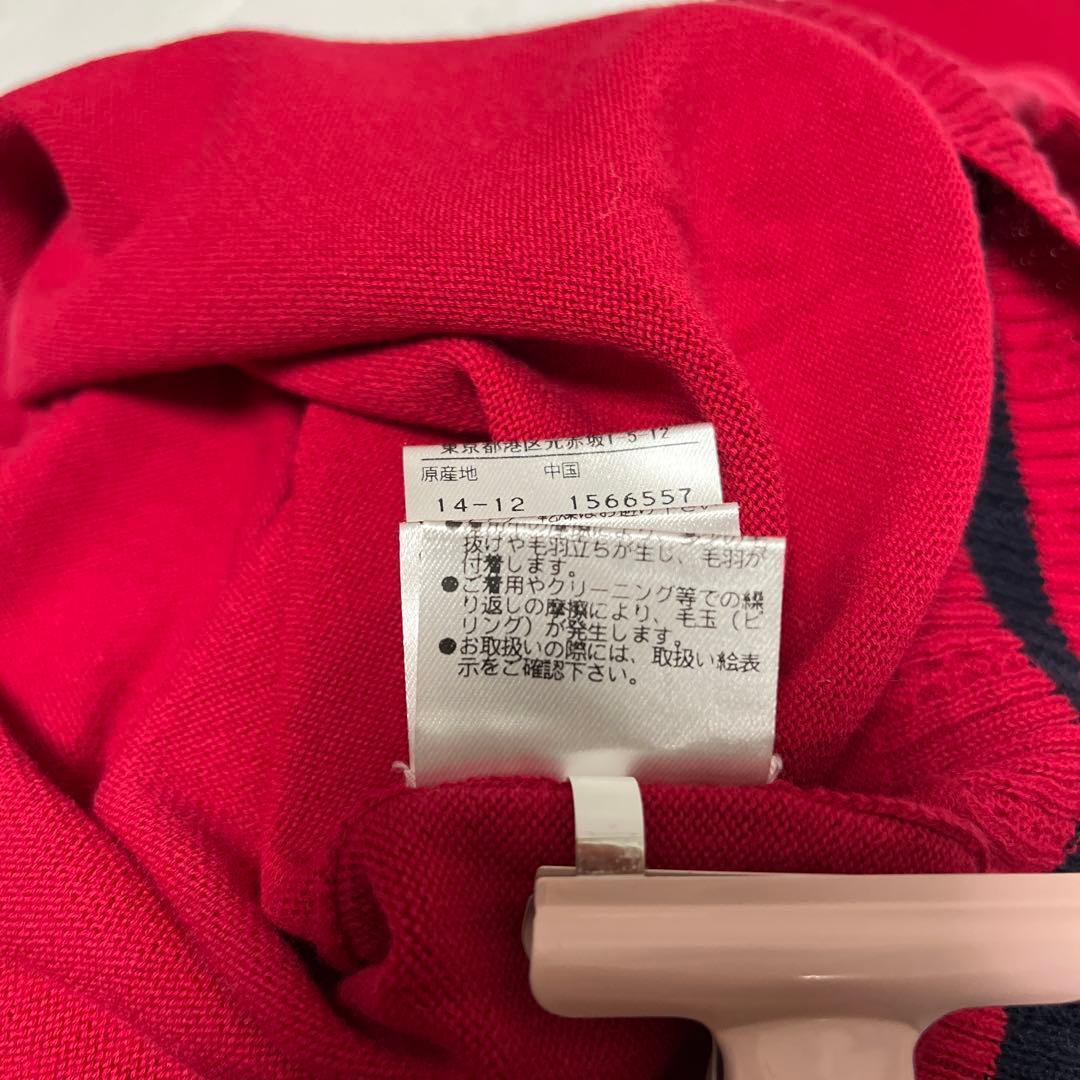 東京都港区元赤坂1-5-12
原産地 中国
14-12 1566557
抜けや毛羽立ちが生じ、毛羽が
付着します。
●ご着用やクリーニング等での繰
り返しの摩擦により、毛玉（ピ
リング）が発生します。
●お取扱いの際には、取扱い絵表
示をご確認下さい。